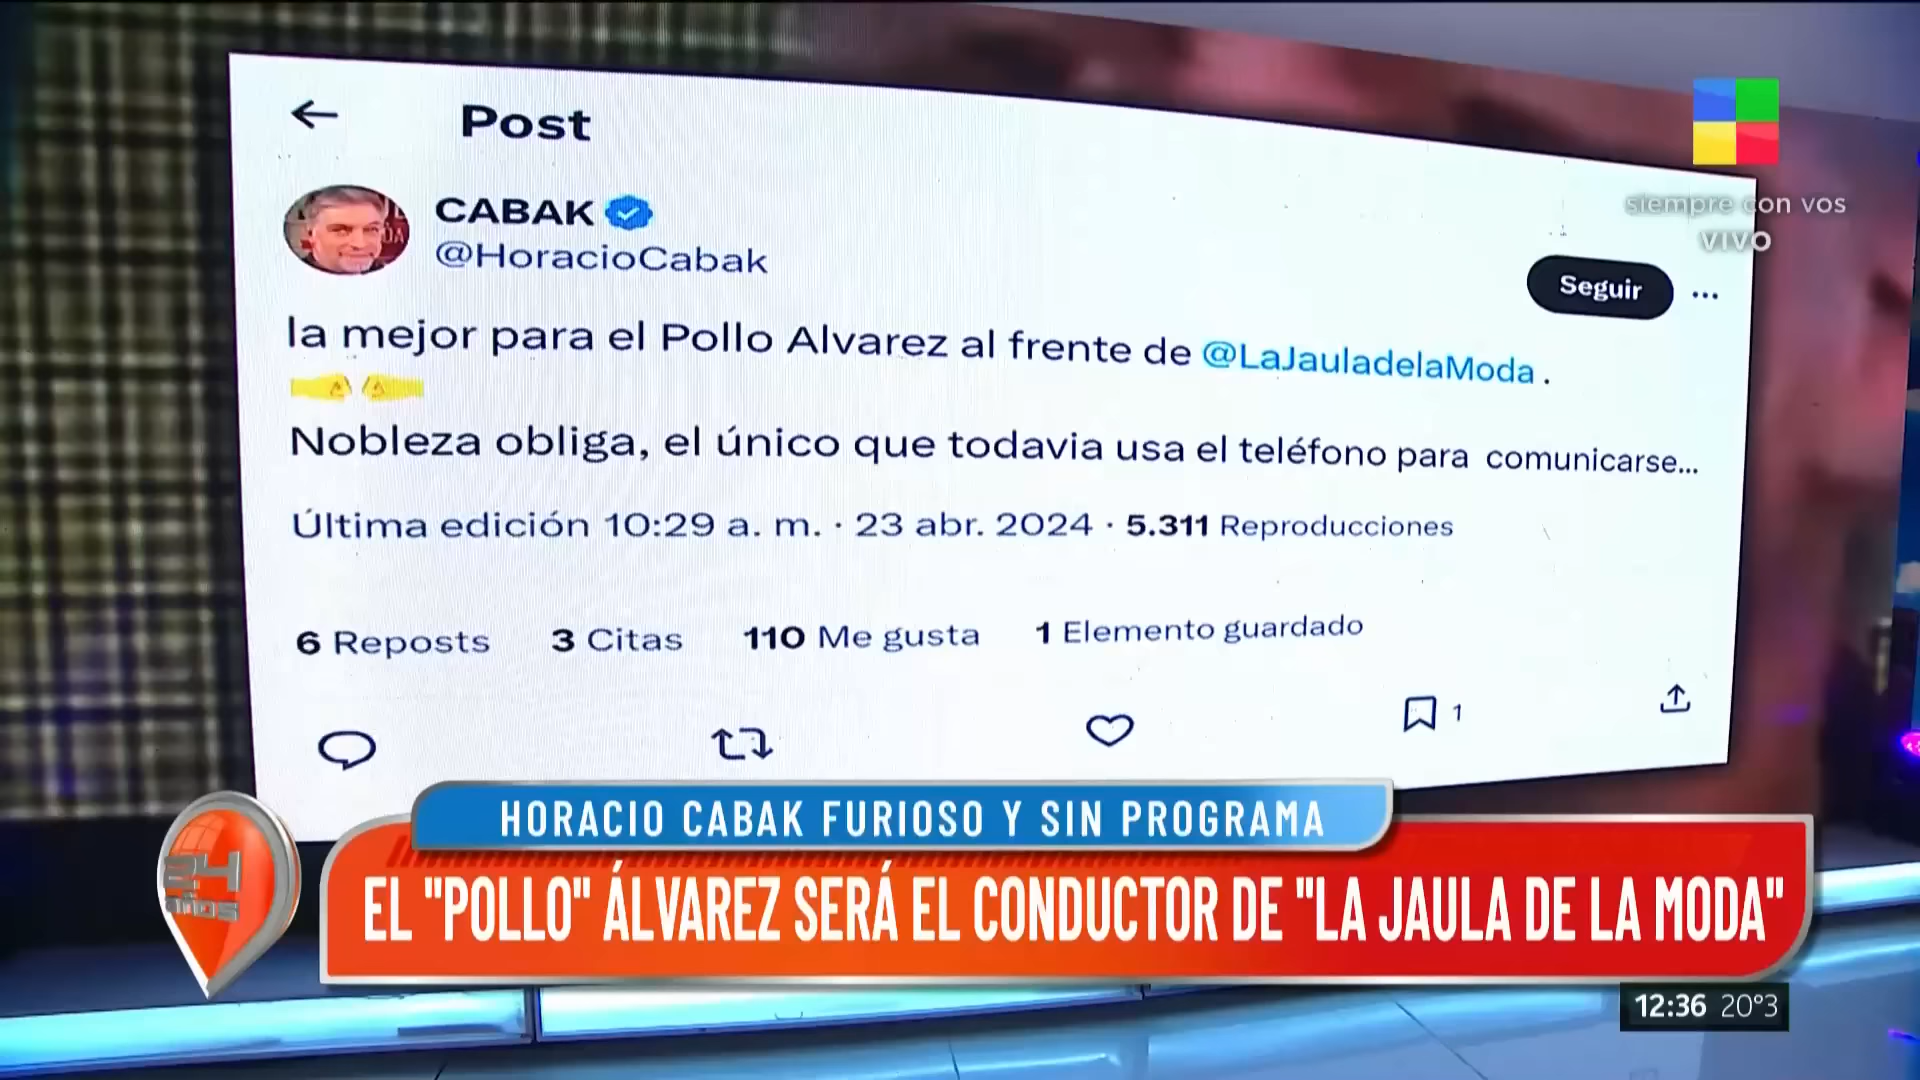 Post
CABAK
@HoracioCabak
Seguir
la mejor para el Pollo Alvarez al frente de @LaJauladelaModa .
Nobleza obliga, el único que todavia usa el teléfono para comunicarse...
Última edición 10:29 a. m. · 23 abr. 2024 · 5.311 Reproducciones
6 Reposts 3 Citas 110 Me gusta 1 Elemento guardado
1
siempre con vos
VIVO
HORACIO CABAK FURIOSO Y SIN PROGRAMA
24 años
EL "POLLO" ÁLVAREZ SERÁ EL CONDUCTOR DE "LA JAULA DE LA MODA"
12:36 20°3